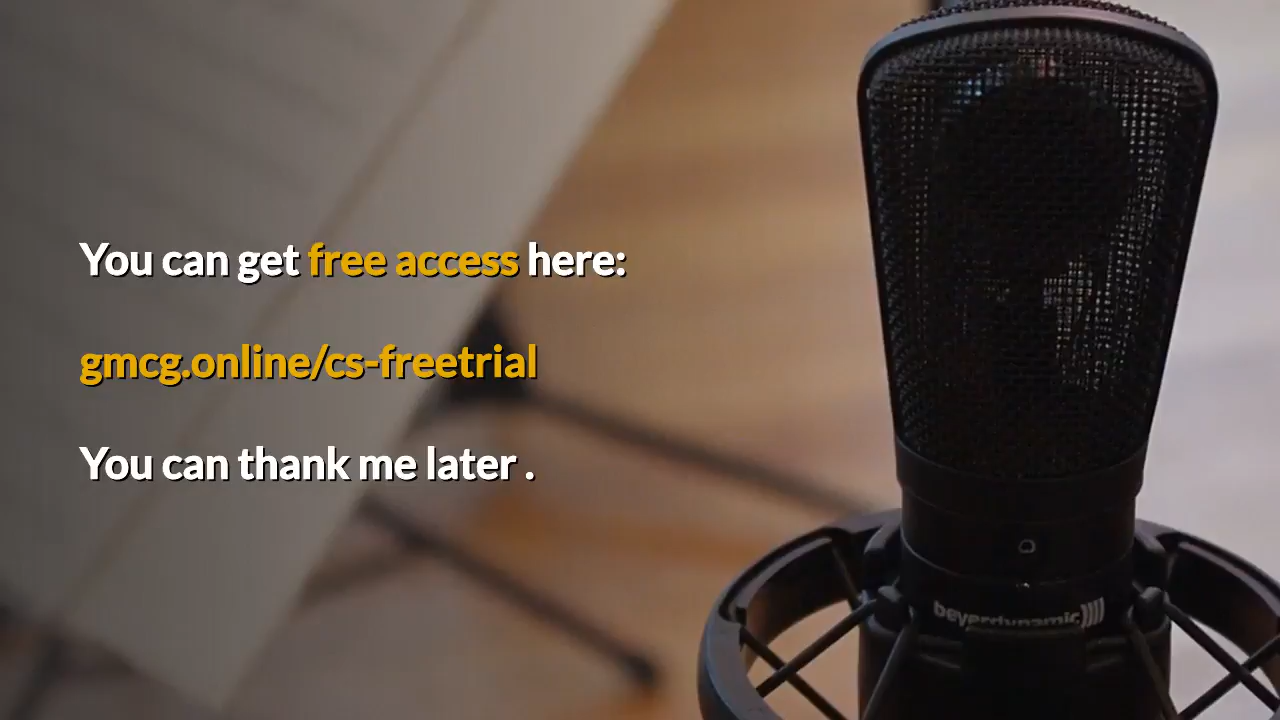 You can get free access here:
gmcg.online/cs-freetrial
You can thank me later .
beyerdynamic